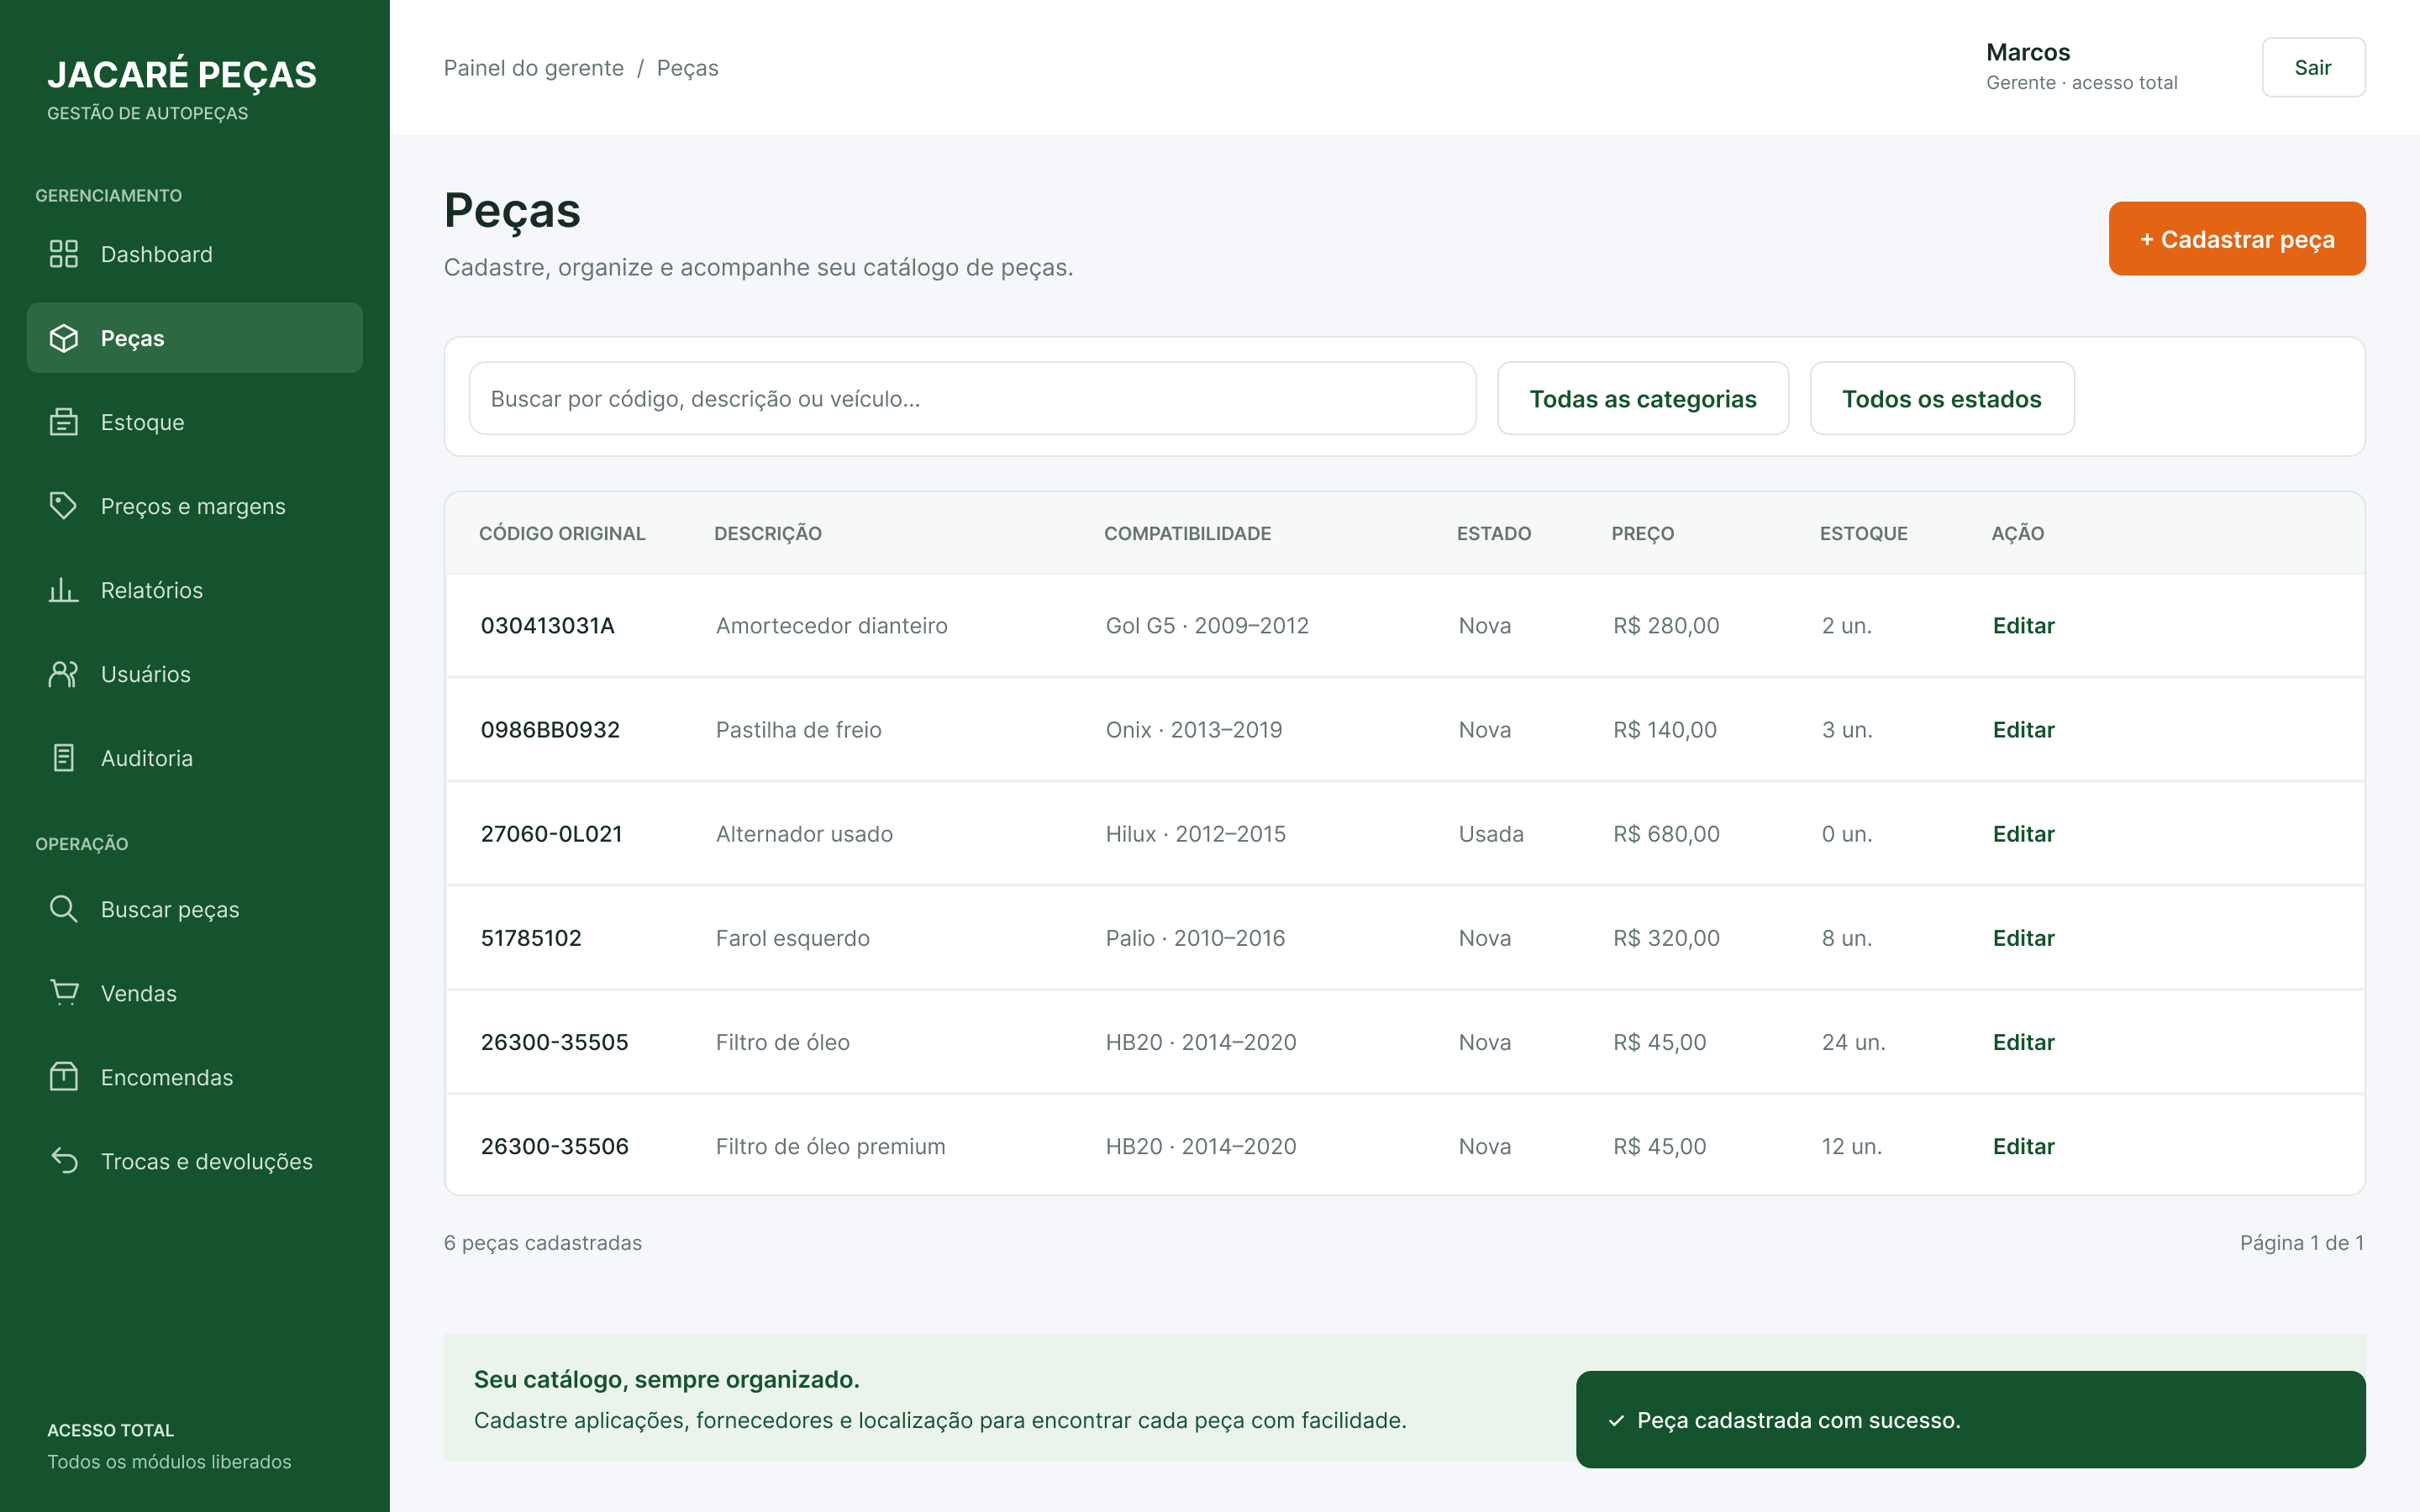 JACARÉ PEÇAS
GESTÃO DE AUTOPEÇAS
GERENCIAMENTO
Dashboard
Peças
Estoque
Preços e margens
Relatórios
Usuários
Auditoria
OPERAÇÃO
Buscar peças
Vendas
Encomendas
Trocas e devoluções
ACESSO TOTAL
Todos os módulos liberados
Painel do gerente / Peças
Marcos
Gerente · acesso total
Sair
Peças
Cadastre, organize e acompanhe seu catálogo de peças.
+ Cadastrar peça
Buscar por código, descrição ou veículo...
Todas as categorias
Todos os estados
CÓDIGO ORIGINAL DESCRIÇÃO COMPATIBILIDADE ESTADO PREÇO ESTOQUE AÇÃO
030413031A Amortecedor dianteiro Gol G5 · 2009–2012 Nova R$ 280,00 2 un. Editar
0986BB0932 Pastilha de freio Onix · 2013–2019 Nova R$ 140,00 3 un. Editar
27060-0L021 Alternador usado Hilux · 2012–2015 Usada R$ 680,00 0 un. Editar
51785102 Farol esquerdo Palio · 2010–2016 Nova R$ 320,00 8 un. Editar
26300-35505 Filtro de óleo HB20 · 2014–2020 Nova R$ 45,00 24 un. Editar
26300-35506 Filtro de óleo premium HB20 · 2014–2020 Nova R$ 45,00 12 un. Editar
6 peças cadastradas
Página 1 de 1
Seu catálogo, sempre organizado.
Cadastre aplicações, fornecedores e localização para encontrar cada peça com facilidade.
✓ Peça cadastrada com sucesso.